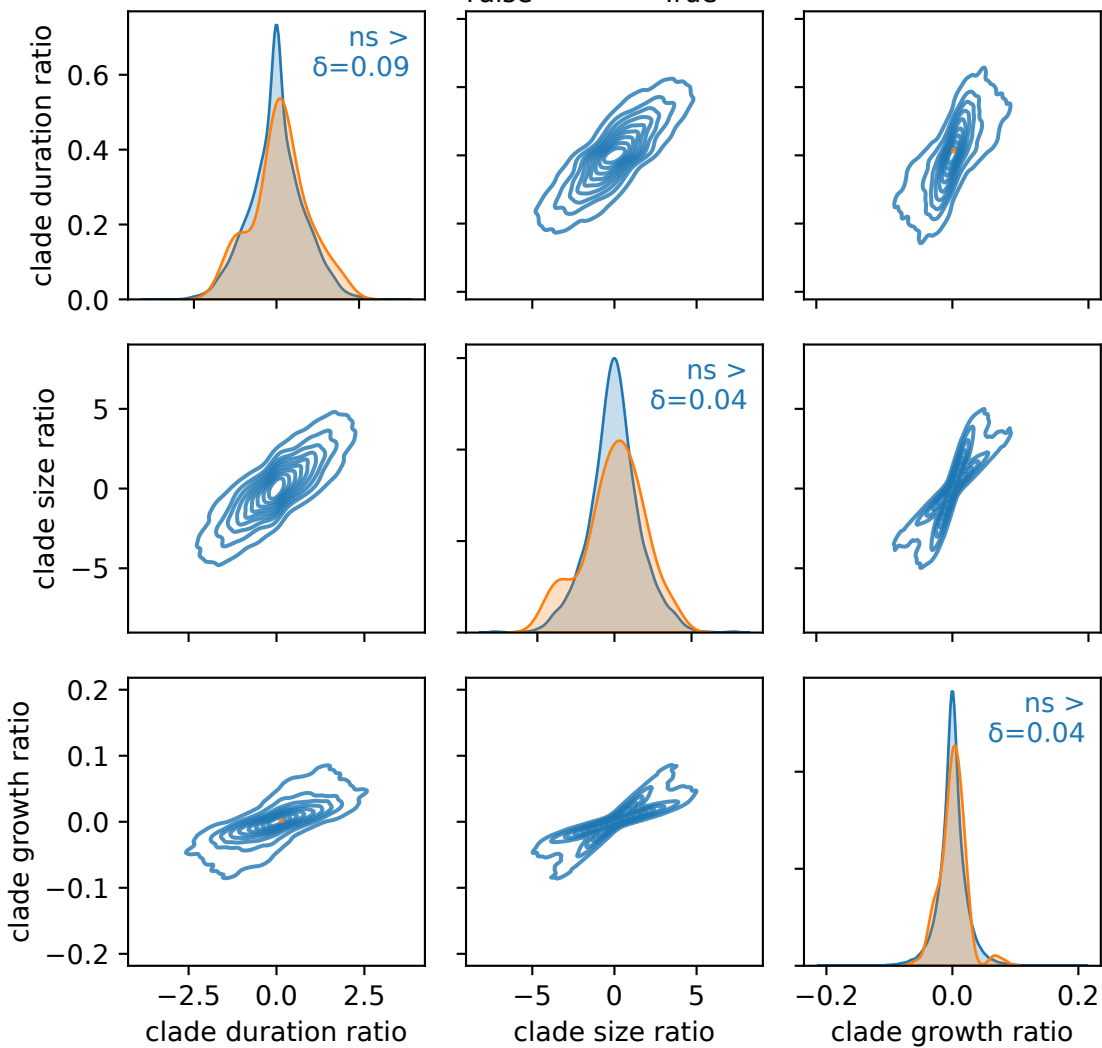 False True
clade duration ratio
0.6
0.4
0.2
0.0
ns >
δ=0.09
clade size ratio
5
0
−5
ns >
δ=0.04
clade growth ratio
0.2
0.1
0.0
−0.1
−0.2
ns >
δ=0.04
−2.5 0.0 2.5
−5 0 5
−0.2 0.0 0.2
clade duration ratio
clade size ratio
clade growth ratio